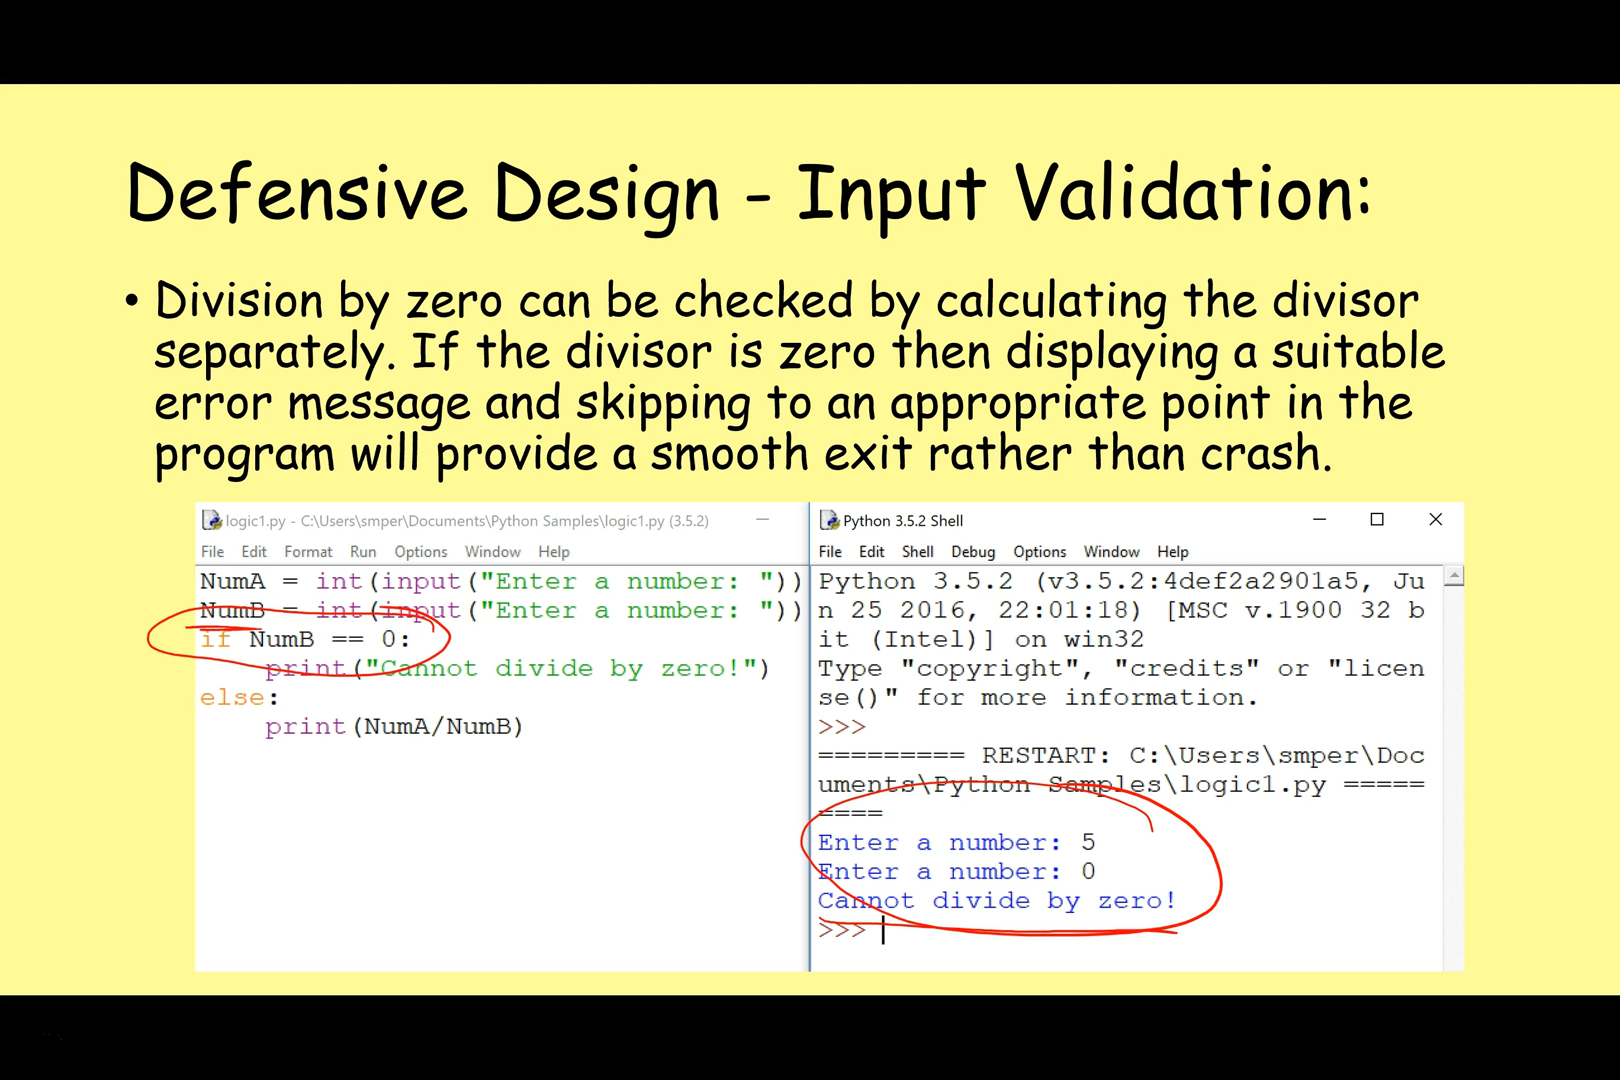 Defensive Design - Input Validation:
• Division by zero can be checked by calculating the divisor
separately. If the divisor is zero then displaying a suitable
error message and skipping to an appropriate point in the
program will provide a smooth exit rather than crash.
logic1.py - C:\Users\smper\Documents\Python Samples\logic1.py (3.5.2)
File Edit Format Run Options Window Help
NumA = int(input("Enter a number: "))
NumB = int(input("Enter a number: "))
if NumB == 0:
    print("Cannot divide by zero!")
else:
    print(NumA/NumB)
Python 3.5.2 Shell
File Edit Shell Debug Options Window Help
Python 3.5.2 (v3.5.2:4def2a2901a5, Ju
n 25 2016, 22:01:18) [MSC v.1900 32 b
it (Intel)] on win32
Type "copyright", "credits" or "licen
se()" for more information.
>>>
========= RESTART: C:\Users\smper\Doc
uments\Python Samples\logic1.py =====
====
Enter a number: 5
Enter a number: 0
Cannot divide by zero!
>>>